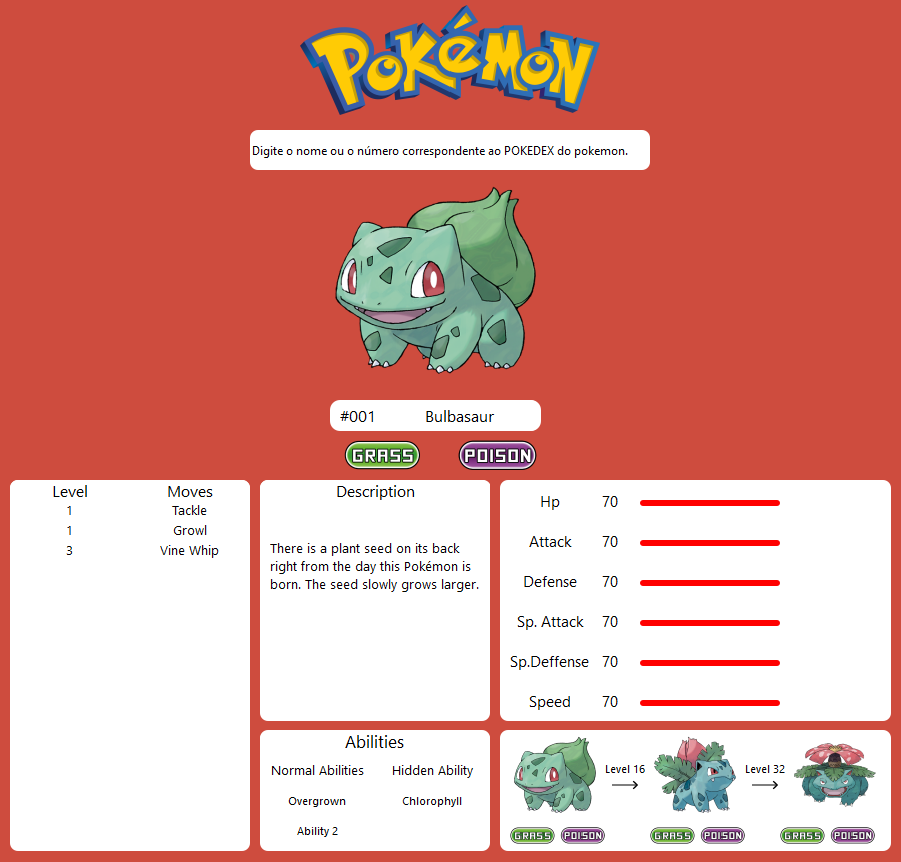 POKéMON
Digite o nome ou o número correspondente ao POKEDEX do pokemon.
#001 Bulbasaur
GRASS POISON
Level Moves
1 Tackle
1 Growl
3 Vine Whip
Description
There is a plant seed on its back
right from the day this Pokémon is
born. The seed slowly grows larger.
Hp 70
Attack 70
Defense 70
Sp. Attack 70
Sp.Deffense 70
Speed 70
Abilities
Normal Abilities Hidden Ability
Overgrown Chlorophyll
Ability 2
Level 16 Level 32
GRASS POISON GRASS POISON GRASS POISON